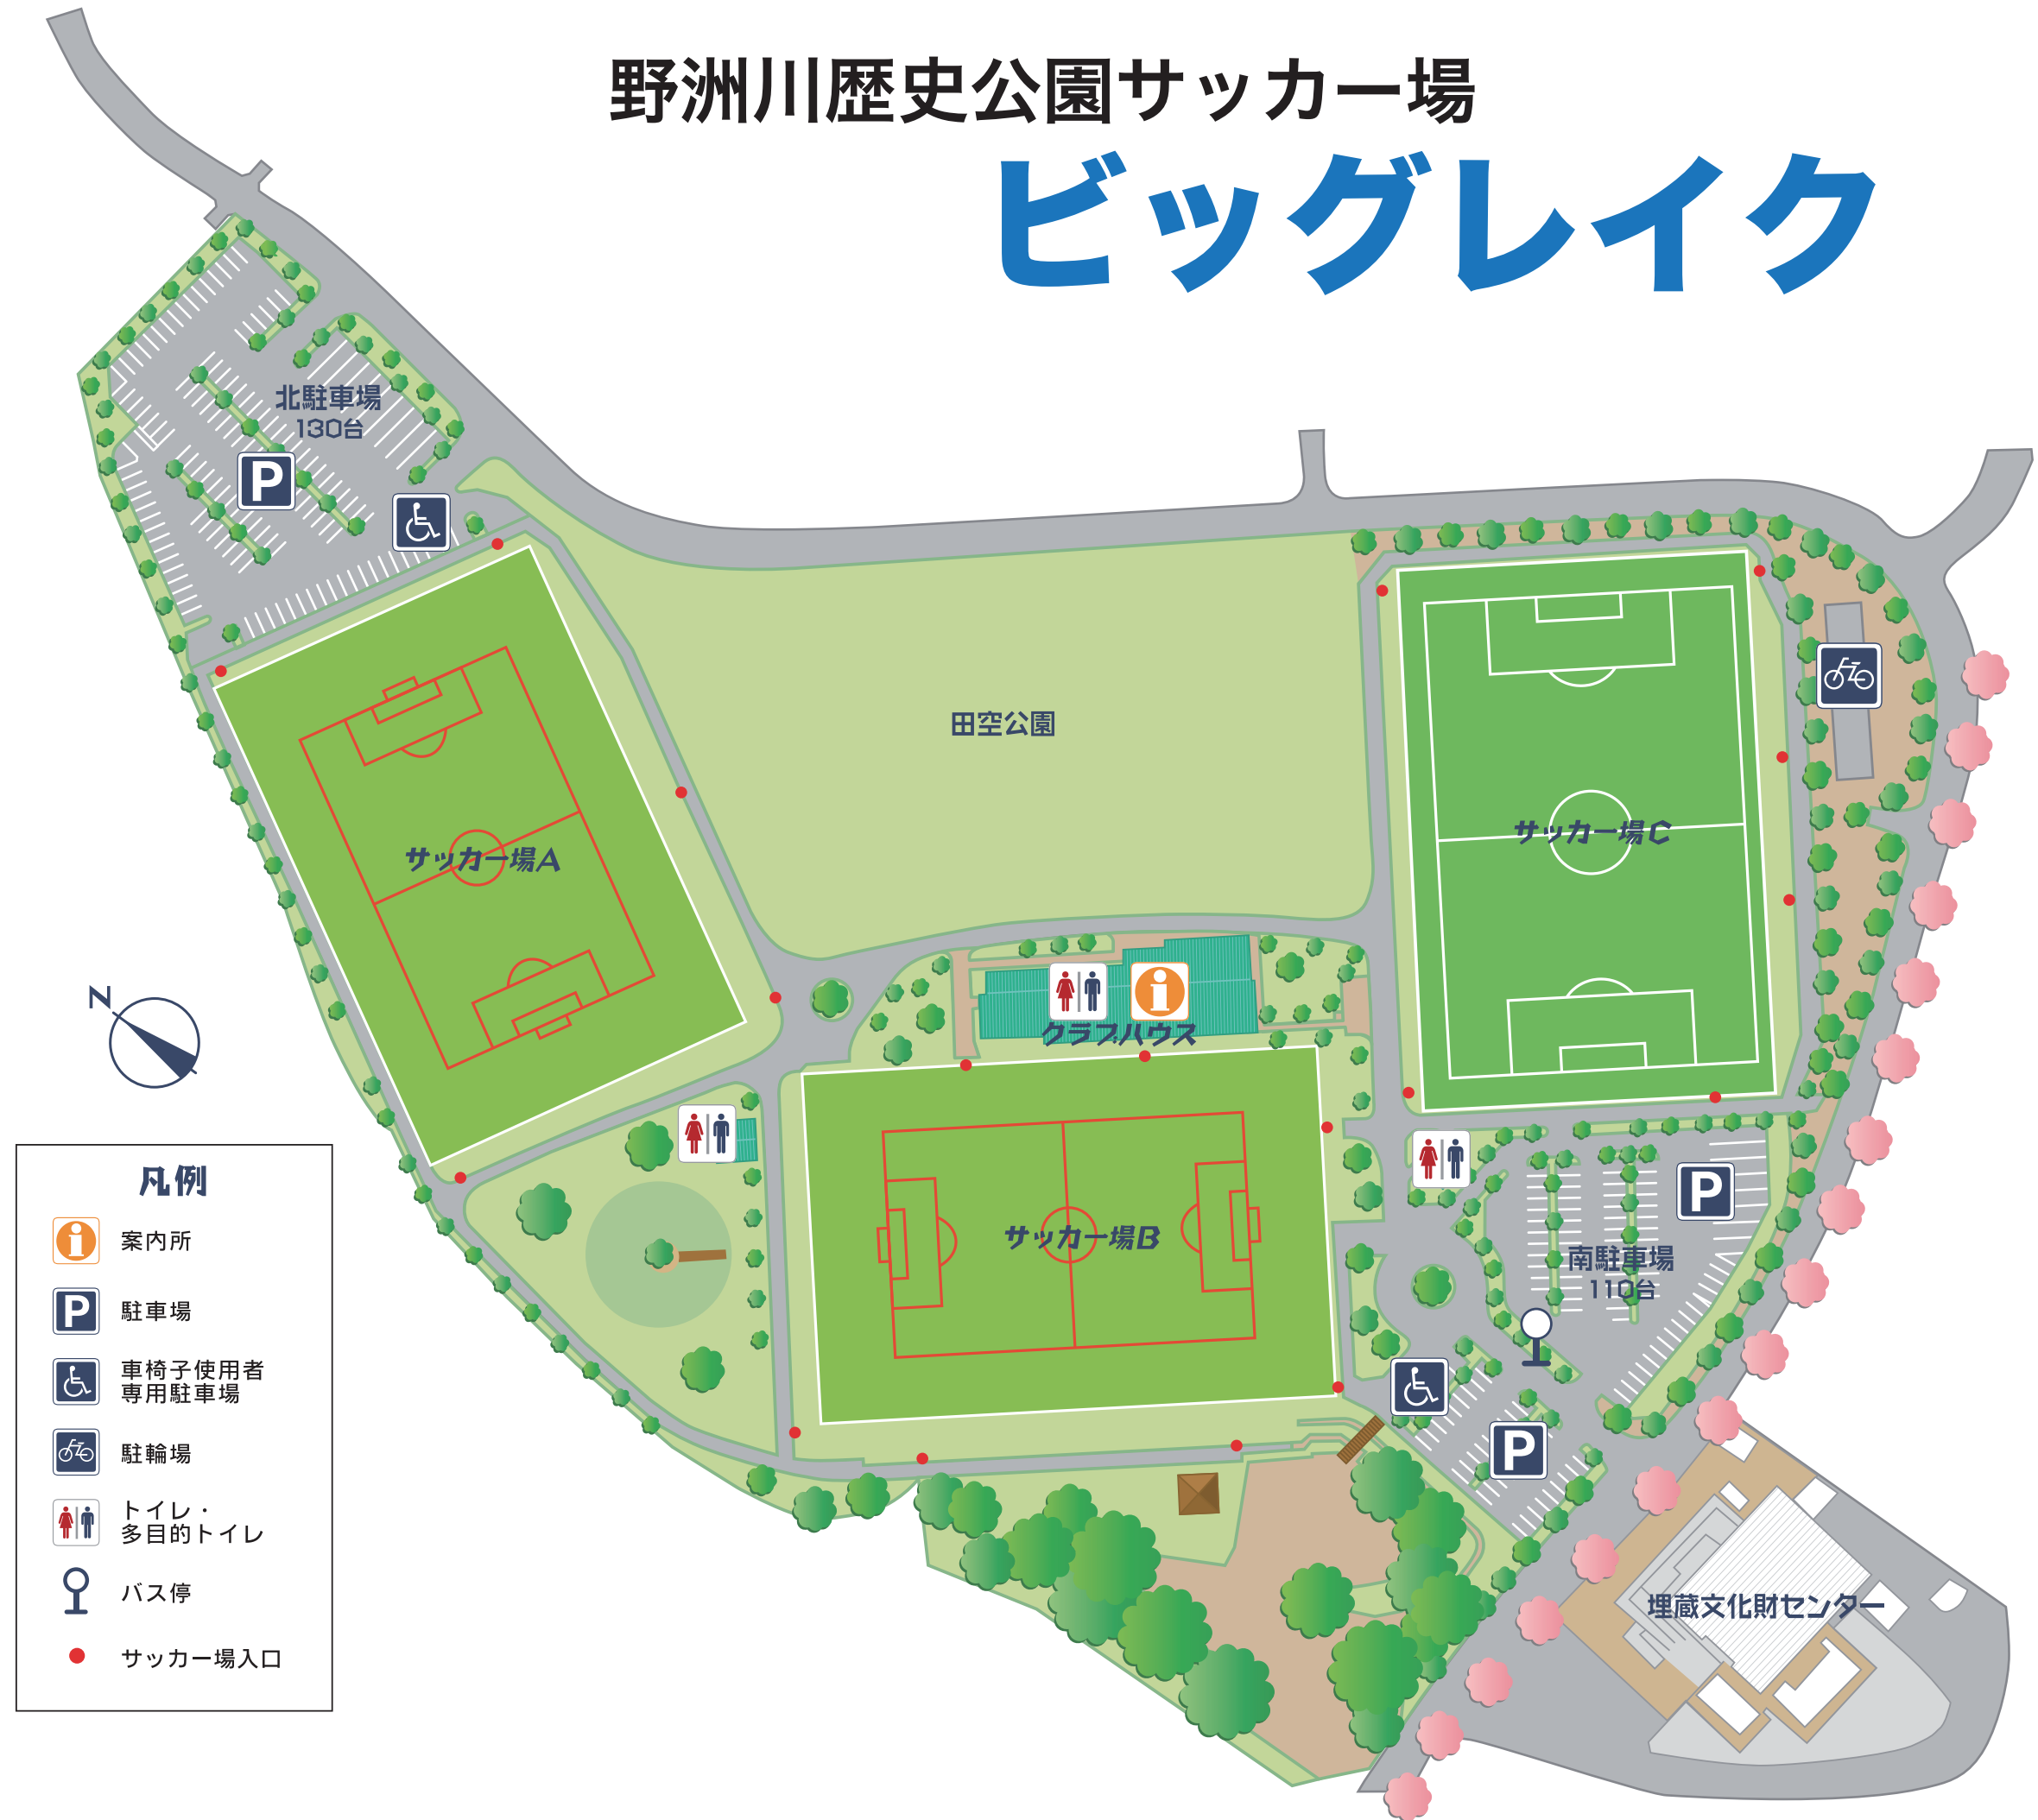 野洲川歴史公園サッカー場
ビッグレイク
北駐車場
130台
P
田空公園
サッカー場A
サッカー場C
クラブハウス
サッカー場B
N
P
南駐車場
110台
P
埋蔵文化財センター
凡例
i 案内所
P 駐車場
車椅子使用者
専用駐車場
駐輪場
トイレ・
多目的トイレ
バス停
サッカー場入口